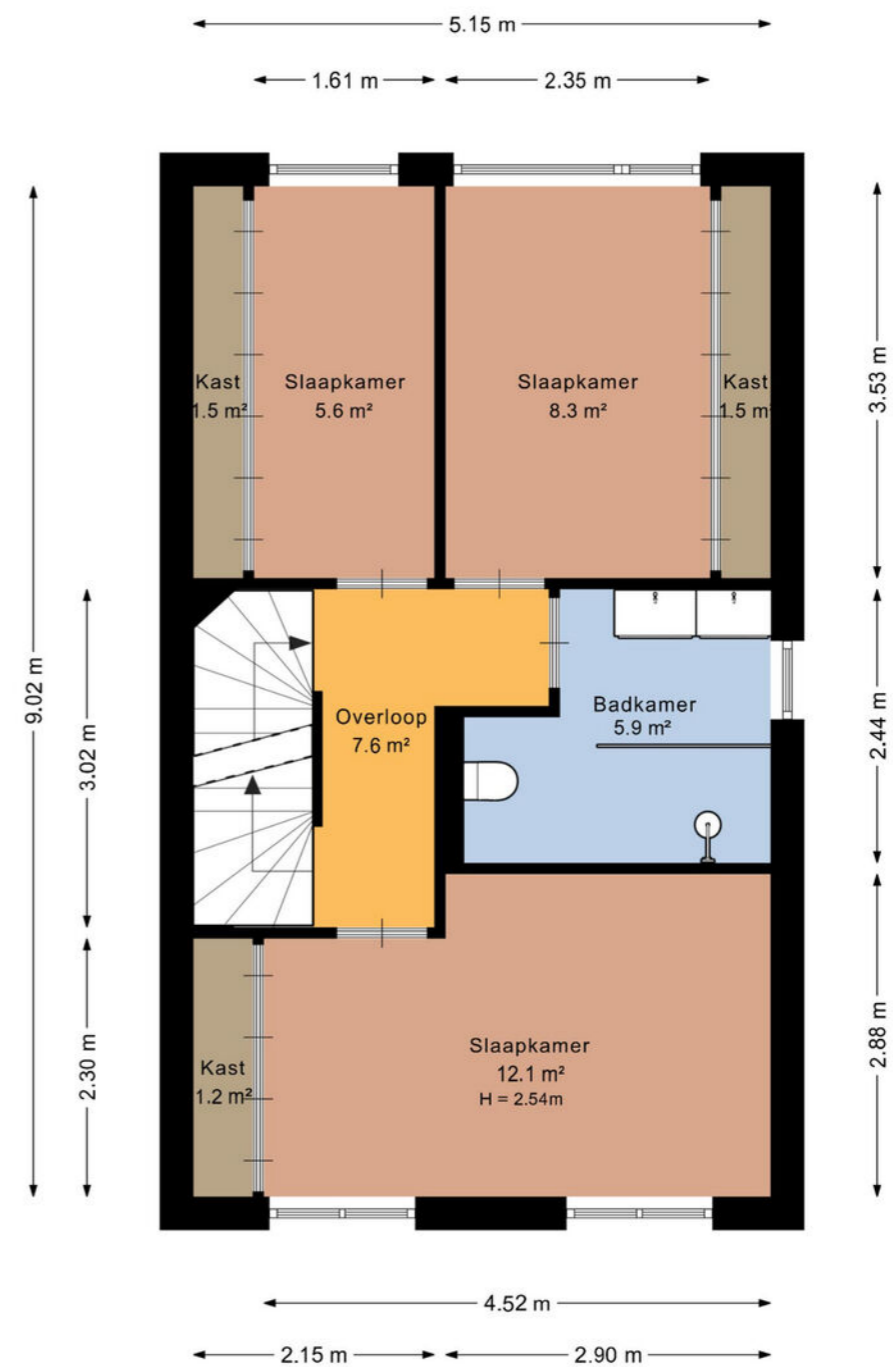 5.15 m
1.61 m
2.35 m
9.02 m
3.53 m
Kast
1.5 m²
Slaapkamer
5.6 m²
Slaapkamer
8.3 m²
Kast
1.5 m²
3.02 m
Overloop
7.6 m²
Badkamer
5.9 m²
2.44 m
2.30 m
Kast
1.2 m²
Slaapkamer
12.1 m²
H = 2.54m
2.88 m
4.52 m
2.15 m
2.90 m